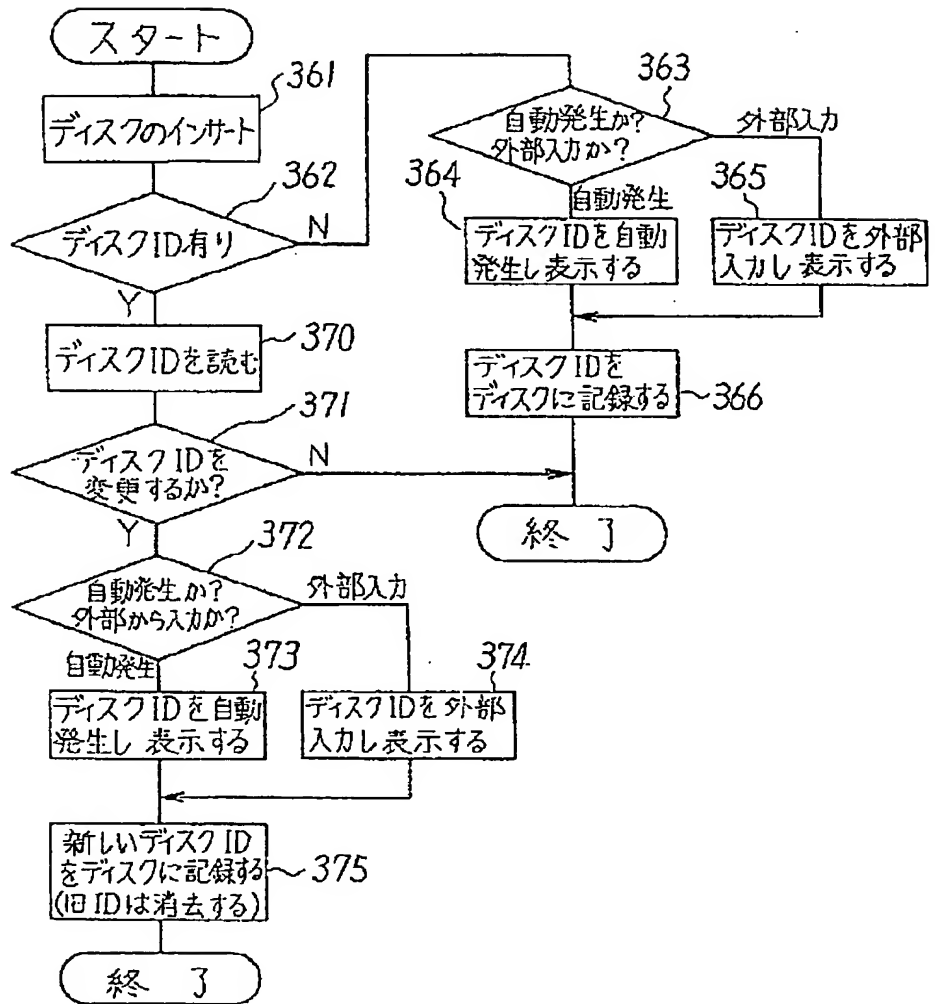 スタート
361
ディスクのインサート
362
ディスクID有り
N
Y
363
自動発生か?
外部入力か?
外部入力
自動発生
364
ディスクIDを自動
発生し表示する
365
ディスクIDを外部
入力し表示する
ディスクIDを
ディスクに記録する
366
終了
370
ディスクIDを読む
371
ディスクIDを
変更するか?
N
Y
372
自動発生か?
外部から入力か?
外部入力
自動発生
373
ディスクIDを自動
発生し表示する
374
ディスクIDを外部
入力し表示する
新しいディスクID
をディスクに記録する
(旧IDは消去する)
375
終了